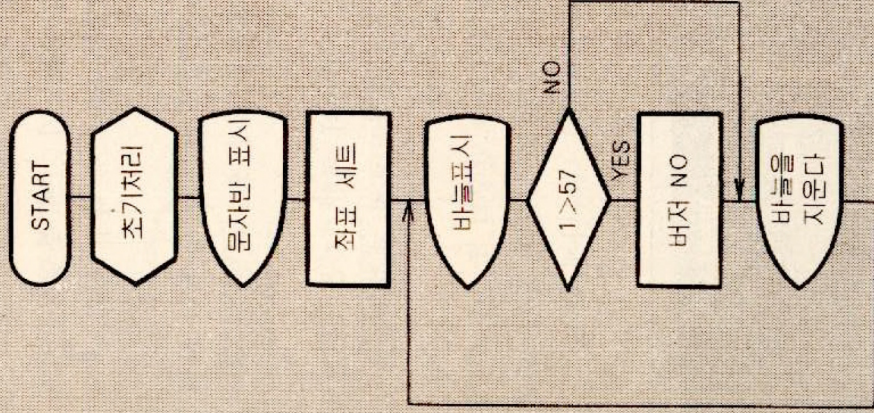 START
초기처리
문자반 표시
좌표 세트
바늘표시
1>57
NO
YES
버저 NO
바늘을
지운다